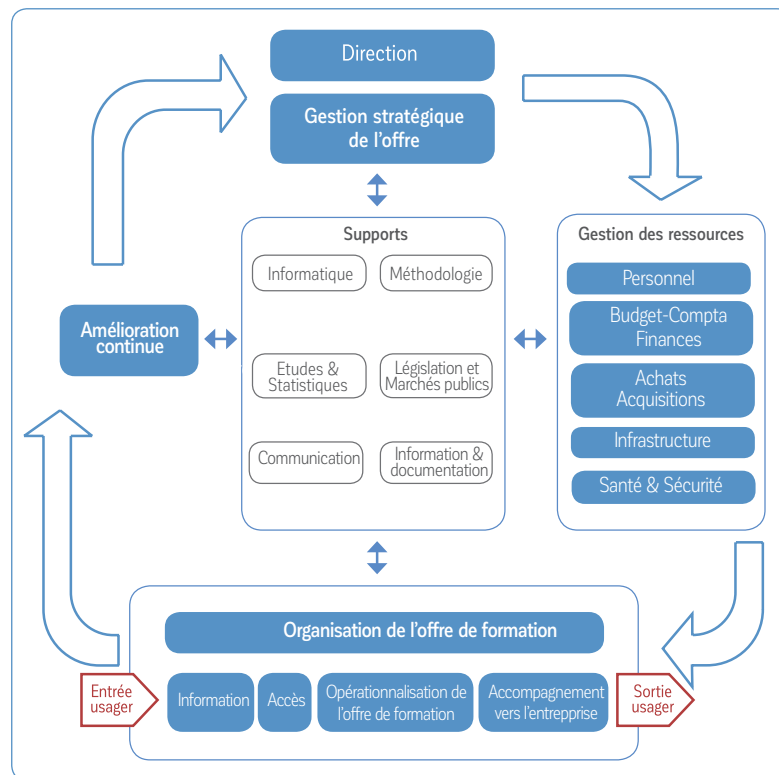 Direction
Gestion stratégique
de l'offre
Supports
Informatique
Méthodologie
Etudes &
Statistiques
Législation et
Marchés publics
Communication
Information &
documentation
Gestion des ressources
Personnel
Budget-Compta
Finances
Achats
Acquisitions
Infrastructure
Santé & Sécurité
Amélioration
continue
Organisation de l'offre de formation
Entrée
usager
Information
Accès
Opérationnalisation de
l'offre de formation
Accompagnement
vers l'entrepprise
Sortie
usager